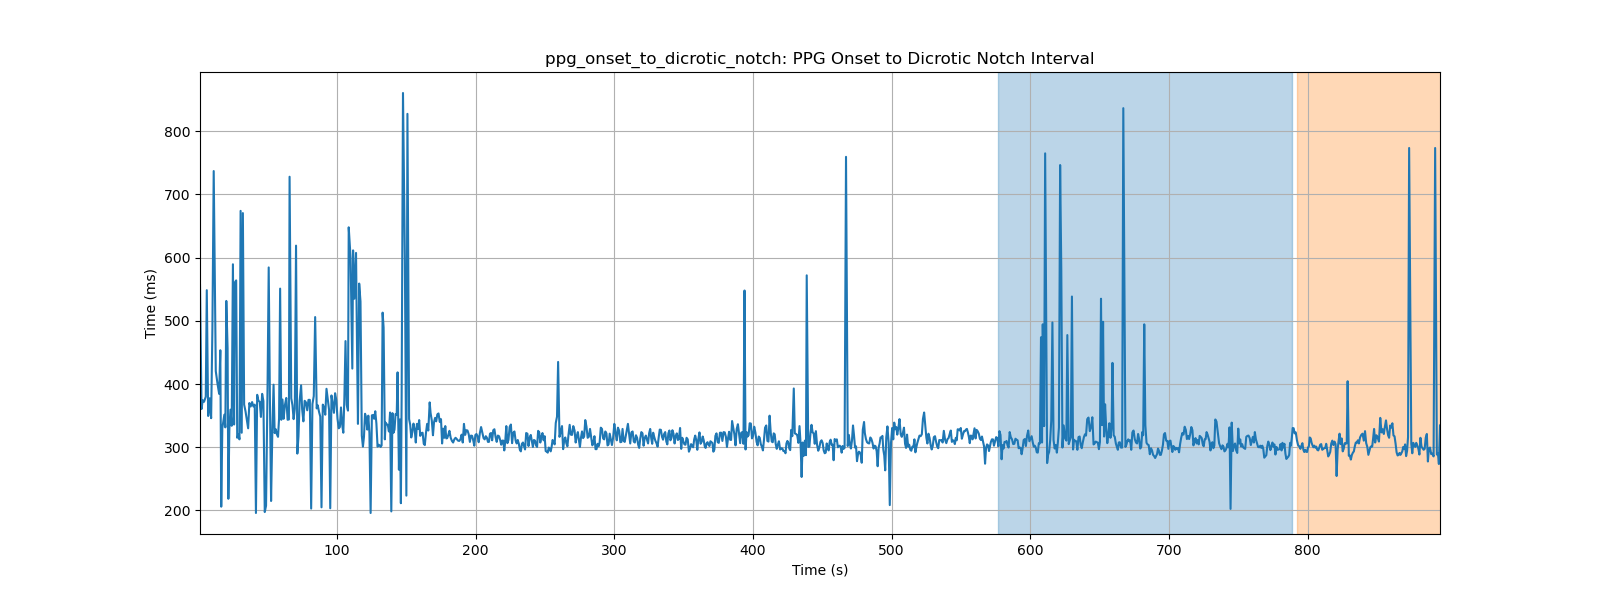 ppg_onset_to_dicrotic_notch: PPG Onset to Dicrotic Notch Interval
Time (ms)
800
700
600
500
400
300
200
100 200 300 400 500 600 700 800
Time (s)